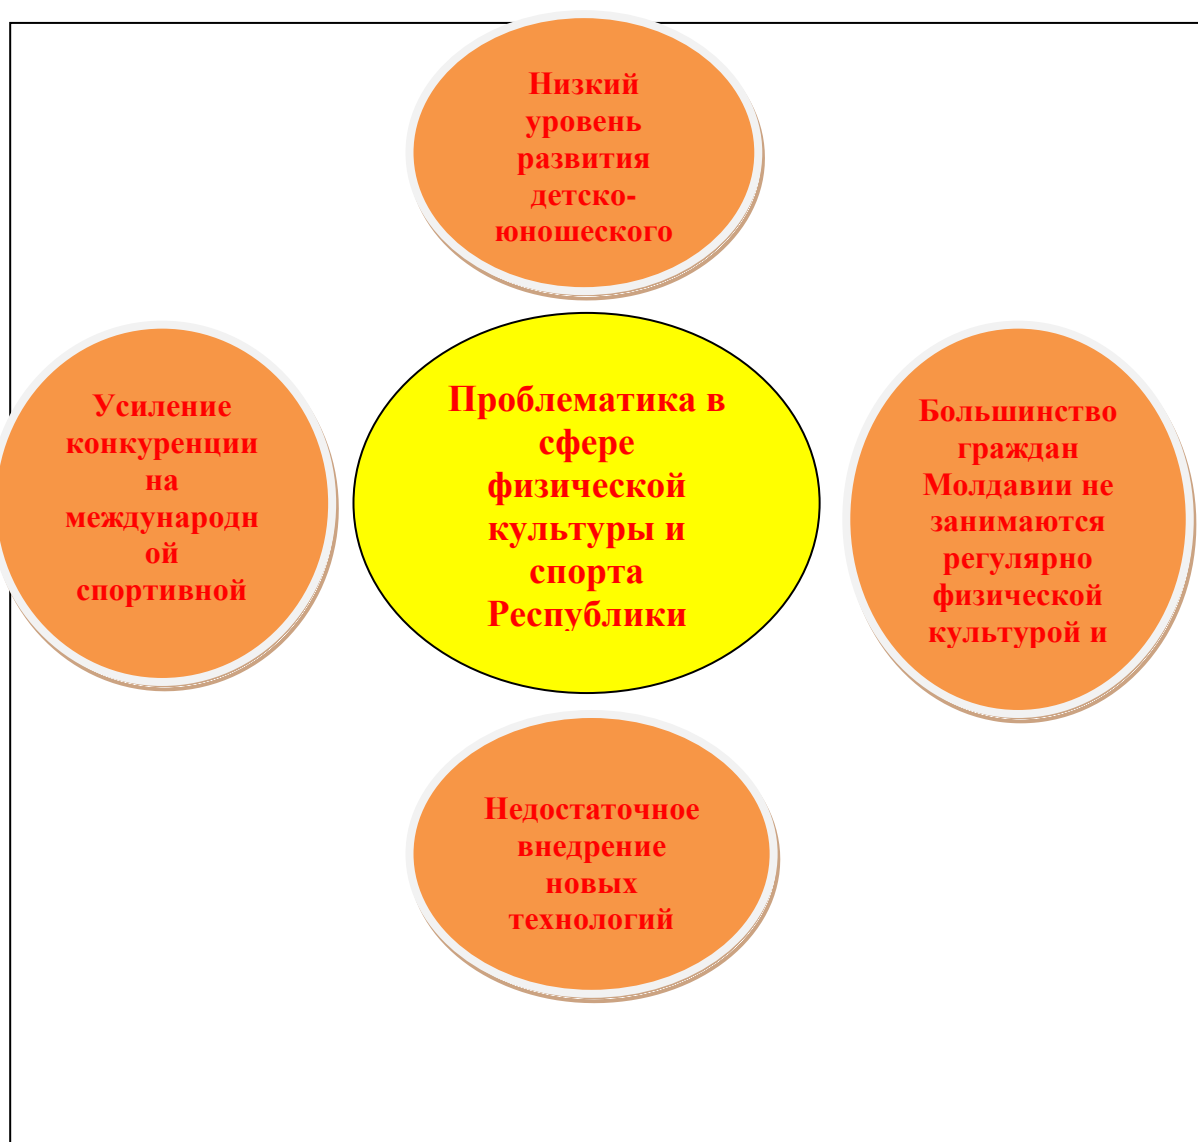 Низкий
уровень
развития
детско-
юношеского
Усиление
конкуренции
на
международн
ой
спортивной
Проблематика в
сфере
физической
культуры и
спорта
Республики
Большинство
граждан
Молдавии не
занимаются
регулярно
физической
культурой и
Недостаточное
внедрение
новых
технологий